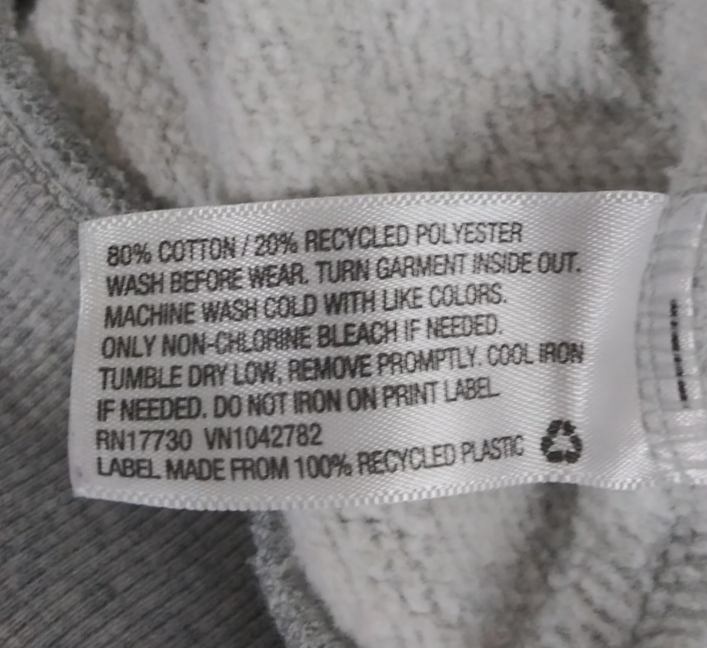 80% COTTON / 20% RECYCLED POLYESTER
WASH BEFORE WEAR. TURN GARMENT INSIDE OUT.
MACHINE WASH COLD WITH LIKE COLORS.
ONLY NON-CHLORINE BLEACH IF NEEDED.
TUMBLE DRY LOW, REMOVE PROMPTLY. COOL IRON
IF NEEDED. DO NOT IRON ON PRINT LABEL
RN17730 VN1042782
LABEL MADE FROM 100% RECYCLED PLASTIC